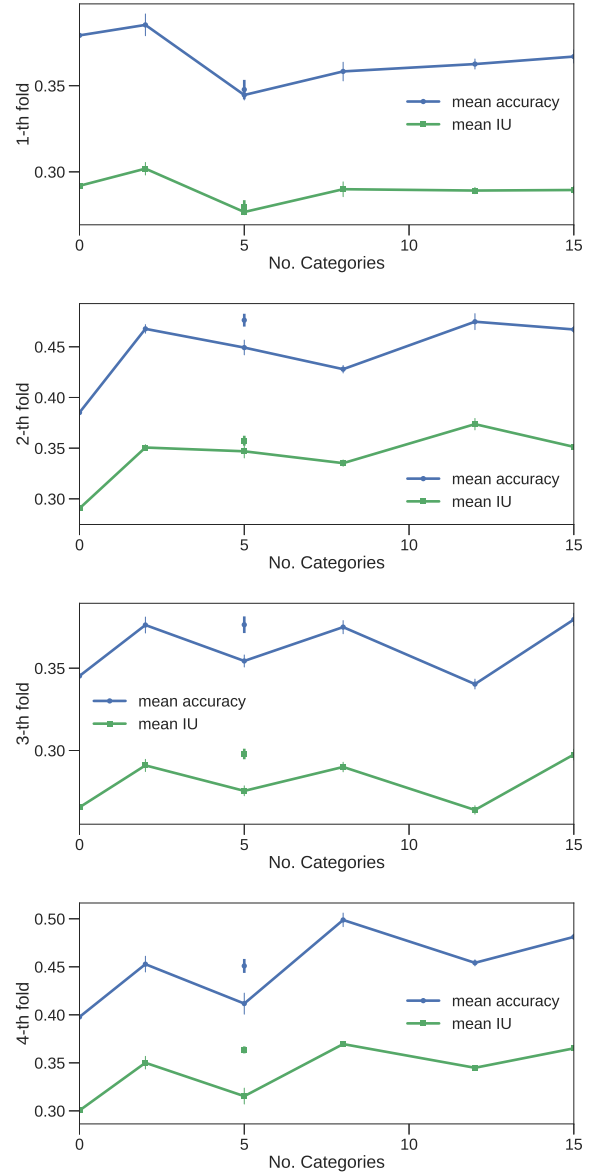 0.35
0.30
1-th fold
mean accuracy
mean IU
0 5 10 15
No. Categories
0.45
0.40
0.35
0.30
2-th fold
mean accuracy
mean IU
0 5 10 15
No. Categories
0.35
0.30
3-th fold
mean accuracy
mean IU
0 5 10 15
No. Categories
0.50
0.45
0.40
0.35
0.30
4-th fold
mean accuracy
mean IU
0 5 10 15
No. Categories